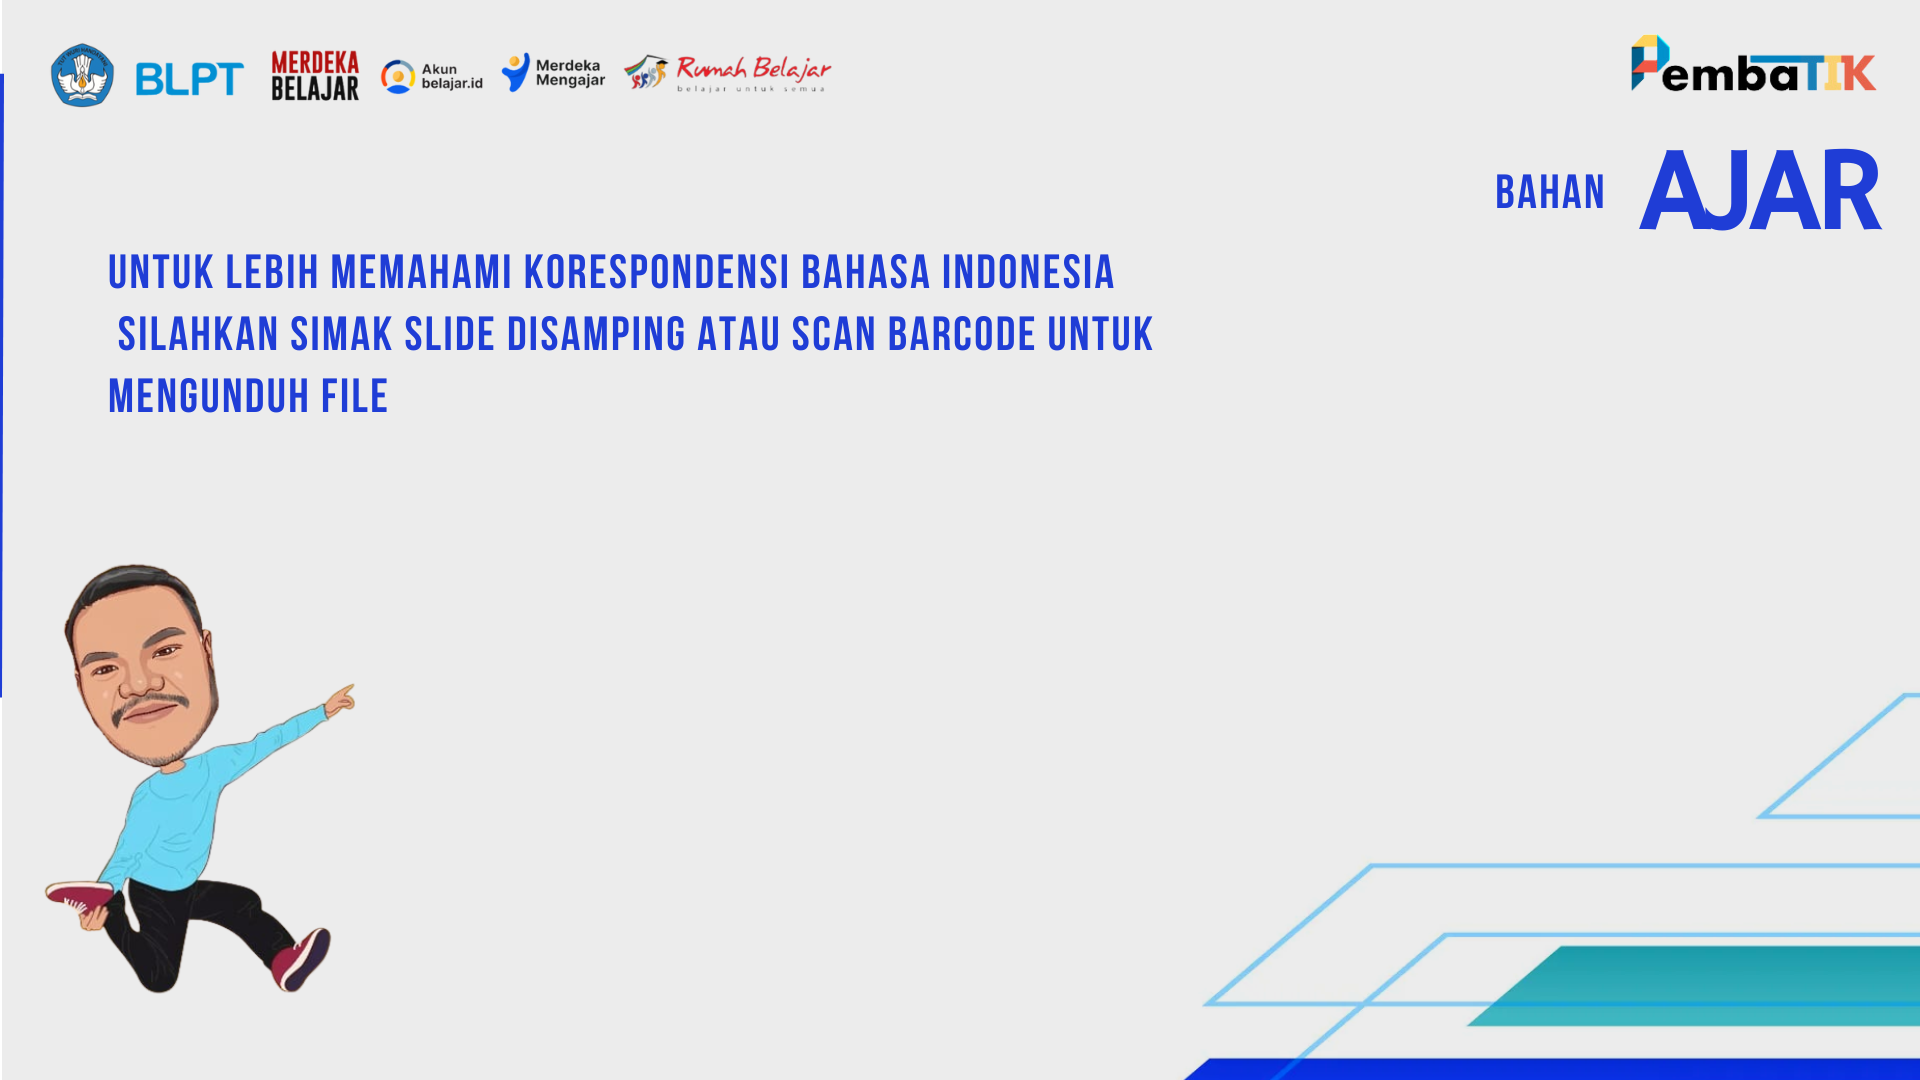 BLPT
MERDEKA
BELAJAR
Akun
belajar.id
Merdeka
Mengajar
Rumah Belajar
belajar untuk semua
PembaTIK
BAHAN AJAR
UNTUK LEBIH MEMAHAMI KORESPONDENSI BAHASA INDONESIA
SILAHKAN SIMAK SLIDE DISAMPING ATAU SCAN BARCODE UNTUK
MENGUNDUH FILE